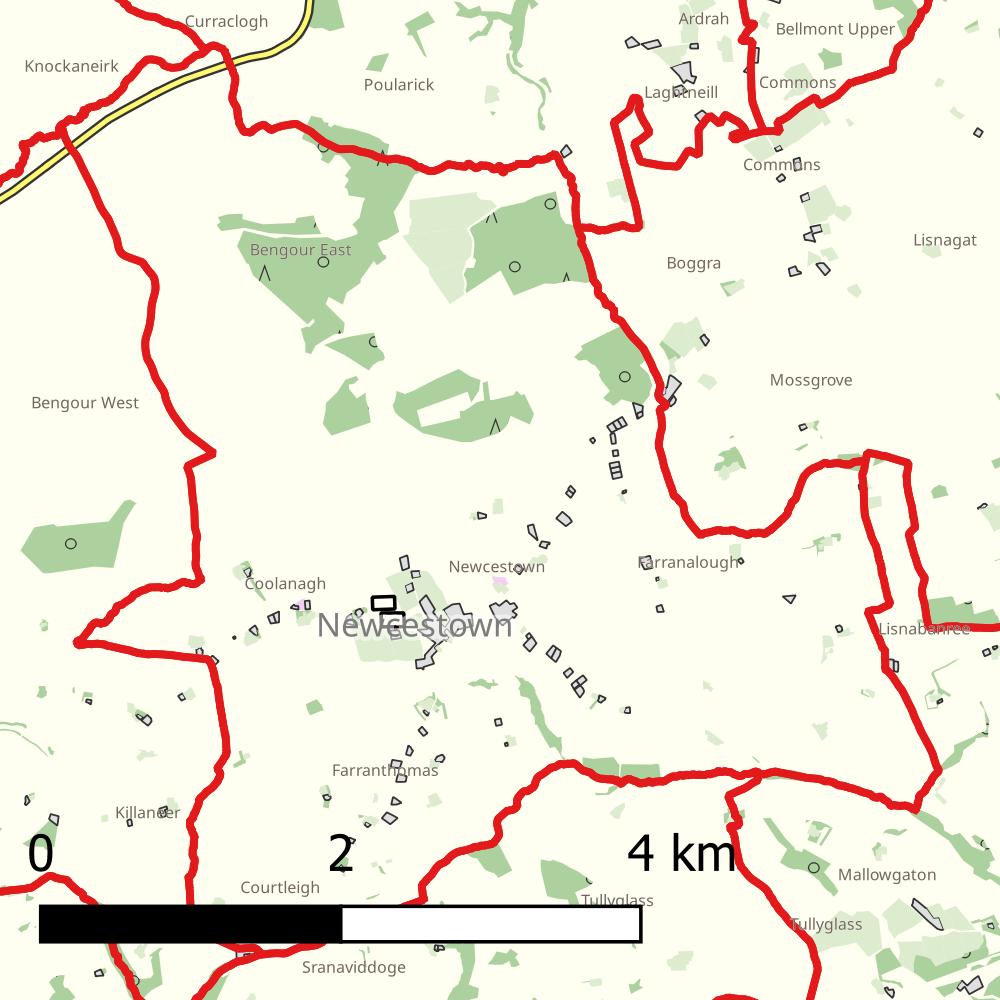 Curraclogh
Ardrah
Bellmont Upper
Knockaneirk
Poularick
Laghtneill
Commons
Commons
Lisnagat
Bengour East
Boggra
Mossgrove
Bengour West
Newcestown
Farranalough
Coolanagh
Newcestown
Lisnabanree
Farranthomas
Killaneer
0 2 4 km
Mallowgaton
Courtleigh
Tullyglass
Tullyglass
Sranaviddoge